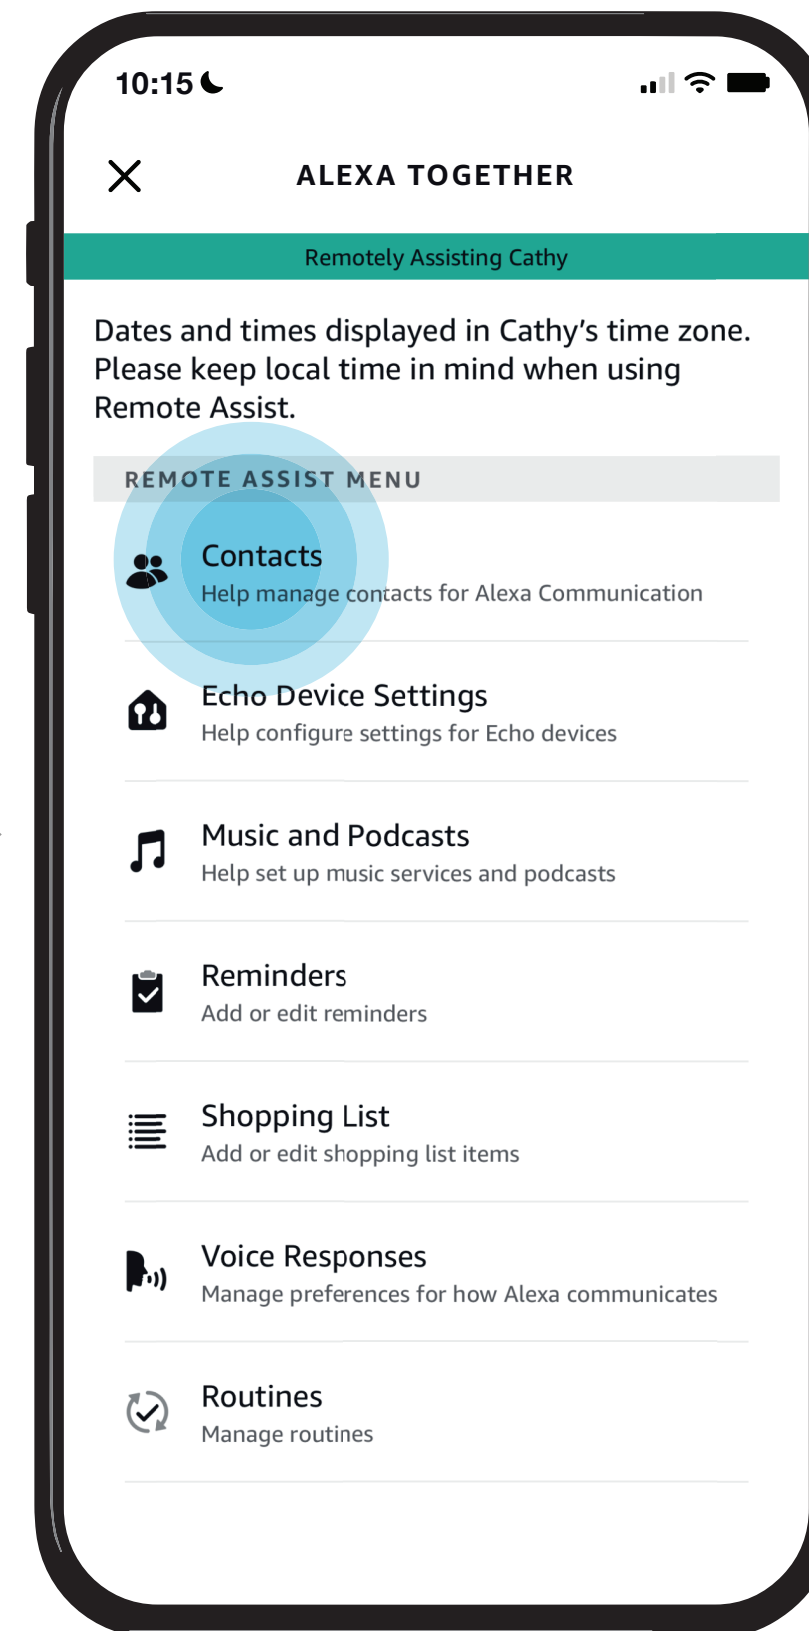 10:15
ALEXA TOGETHER
Remotely Assisting Cathy
Dates and times displayed in Cathy’s time zone.
Please keep local time in mind when using
Remote Assist.
REMOTE ASSIST MENU
Contacts
Help manage contacts for Alexa Communication
Echo Device Settings
Help configure settings for Echo devices
Music and Podcasts
Help set up music services and podcasts
Reminders
Add or edit reminders
Shopping List
Add or edit shopping list items
Voice Responses
Manage preferences for how Alexa communicates
Routines
Manage routines